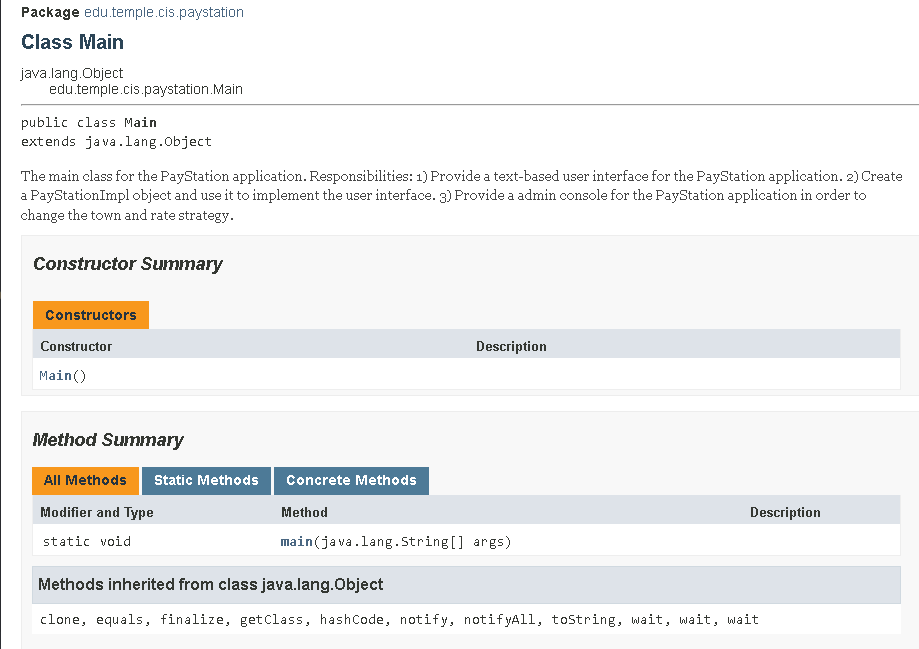 Package edu.temple.cis.paystation
Class Main
java.lang.Object
edu.temple.cis.paystation.Main
public class Main
extends java.lang.Object
The main class for the PayStation application. Responsibilities: 1) Provide a text-based user interface for the PayStation application. 2) Create
a PayStationImpl object and use it to implement the user interface. 3) Provide a admin console for the PayStation application in order to
change the town and rate strategy.
Constructor Summary
Constructors
Constructor Description
Main()
Method Summary
All Methods Static Methods Concrete Methods
Modifier and Type Method Description
static void main(java.lang.String[] args)
Methods inherited from class java.lang.Object
clone, equals, finalize, getClass, hashCode, notify, notifyAll, toString, wait, wait, wait